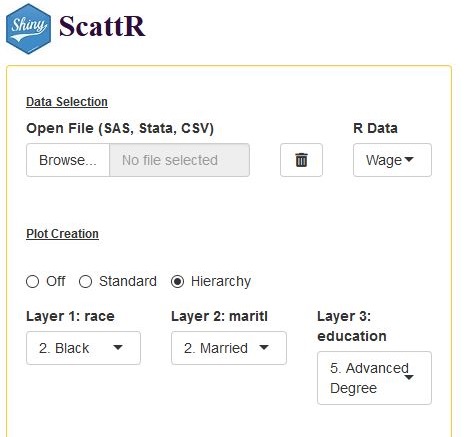 Shiny ScattR
Data Selection
Open File (SAS, Stata, CSV) R Data
Browse... No file selected Wage
Plot Creation
Off Standard Hierarchy
Layer 1: race Layer 2: maritl Layer 3:
education
2. Black 2. Married 5. Advanced
Degree